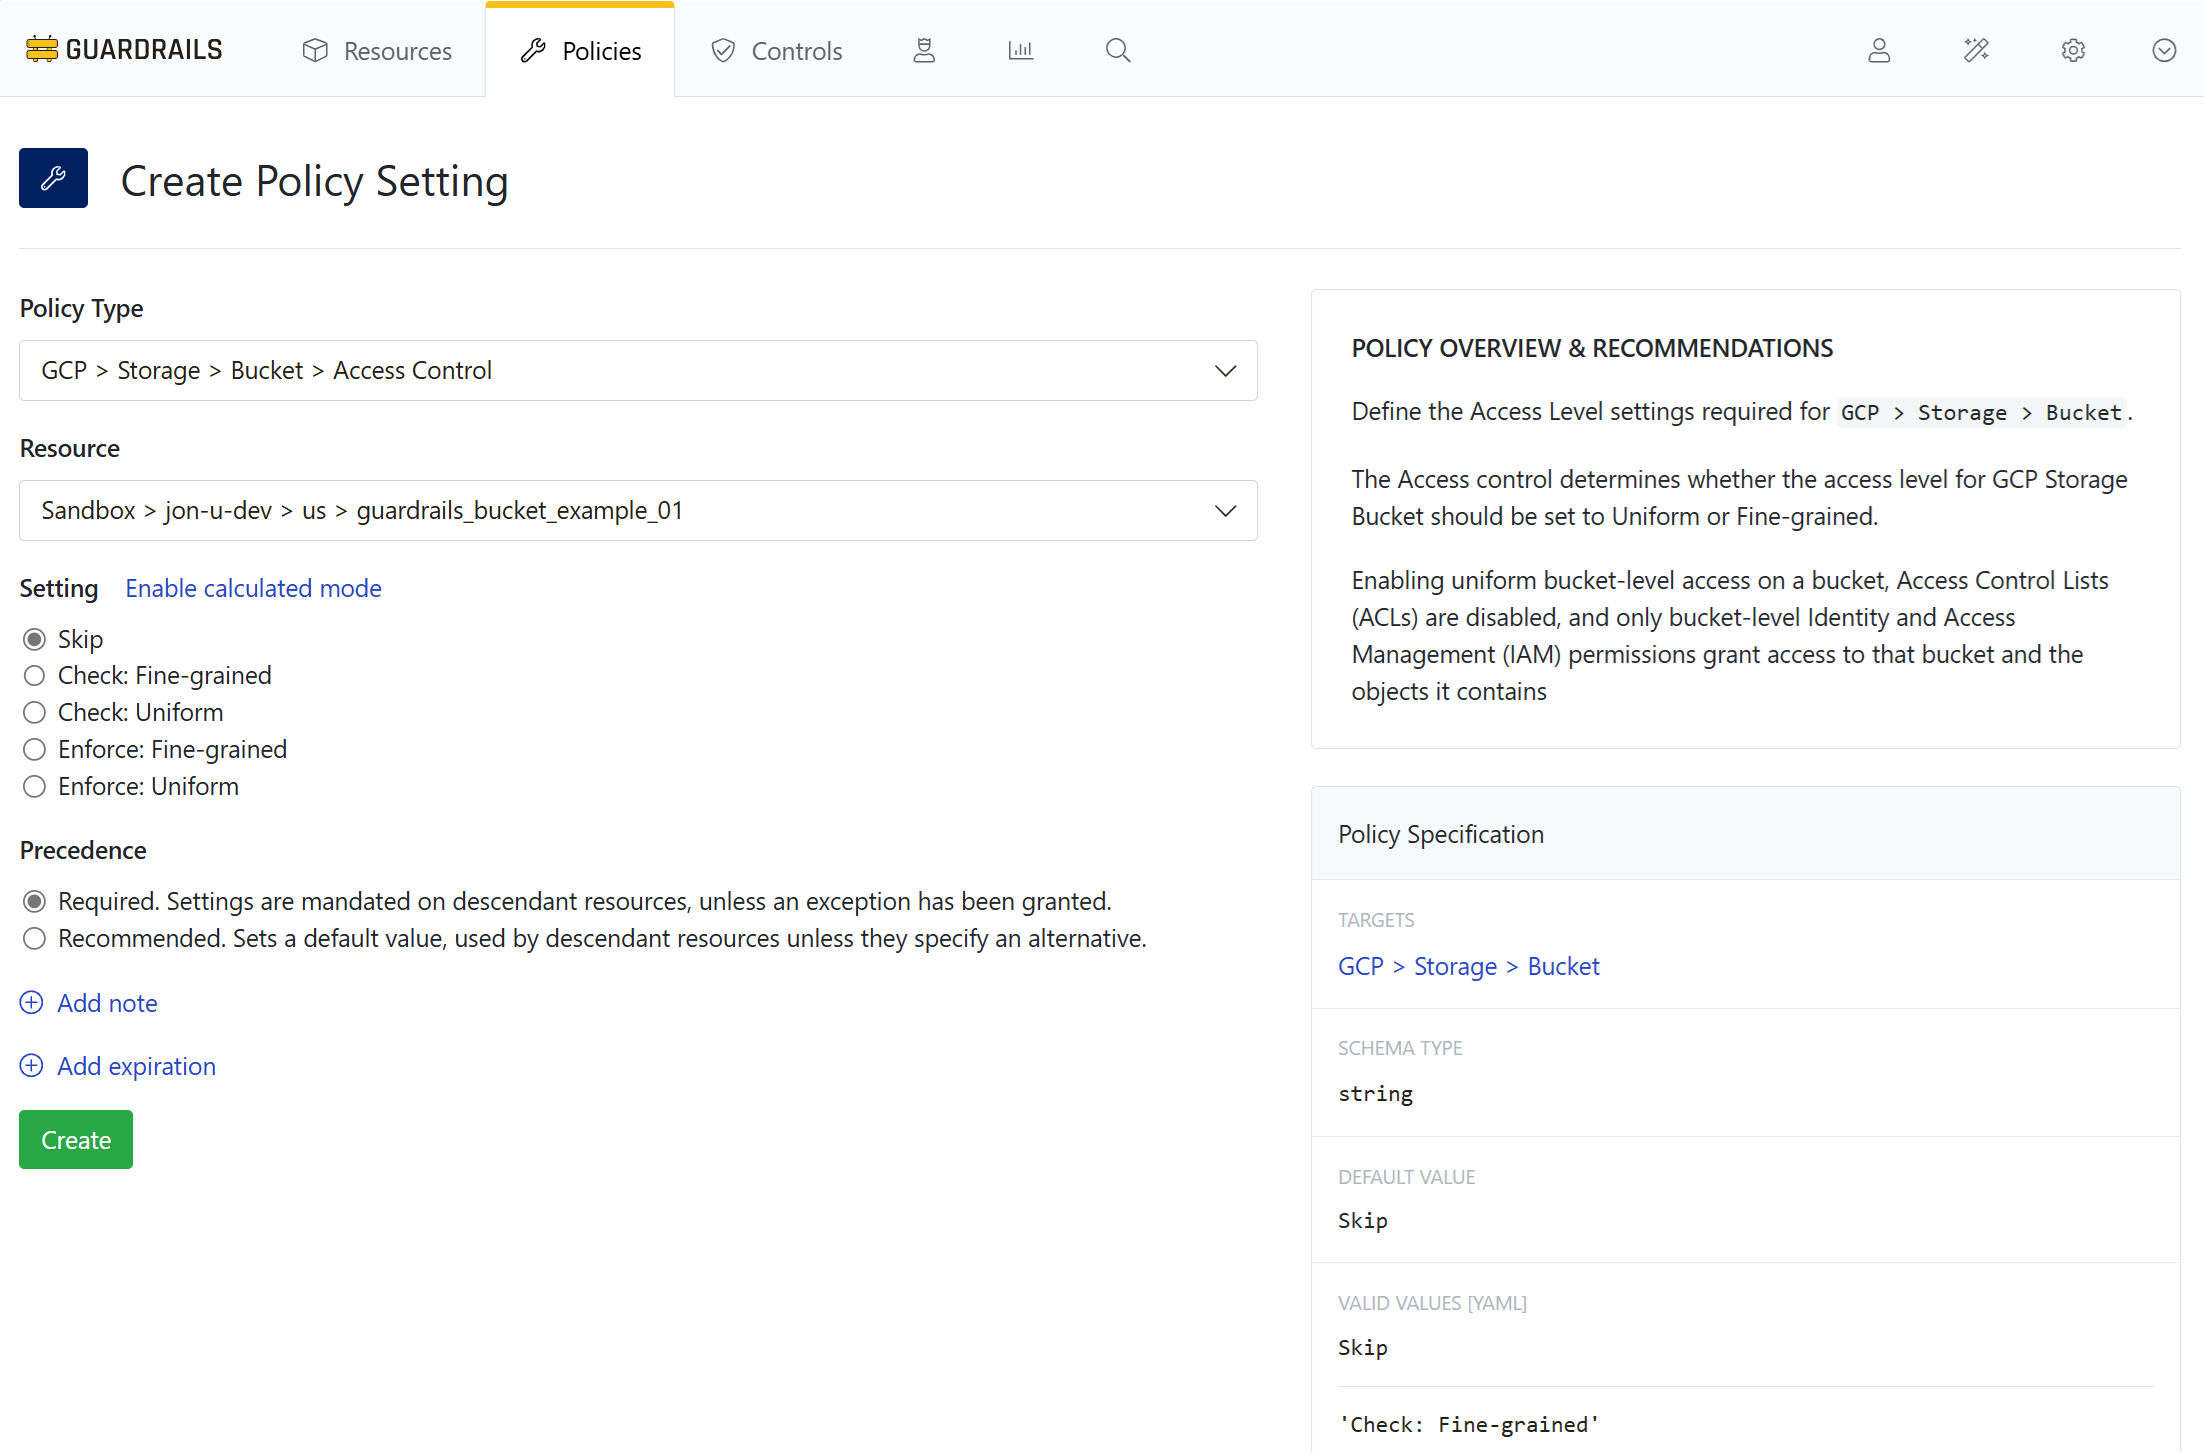 GUARDRAILS
Resources
Policies
Controls
Create Policy Setting
Policy Type
GCP > Storage > Bucket > Access Control
Resource
Sandbox > jon-u-dev > us > guardrails_bucket_example_01
Setting Enable calculated mode
Skip
Check: Fine-grained
Check: Uniform
Enforce: Fine-grained
Enforce: Uniform
Precedence
Required. Settings are mandated on descendant resources, unless an exception has been granted.
Recommended. Sets a default value, used by descendant resources unless they specify an alternative.
Add note
Add expiration
Create
POLICY OVERVIEW & RECOMMENDATIONS
Define the Access Level settings required for GCP > Storage > Bucket.
The Access control determines whether the access level for GCP Storage
Bucket should be set to Uniform or Fine-grained.
Enabling uniform bucket-level access on a bucket, Access Control Lists
(ACLs) are disabled, and only bucket-level Identity and Access
Management (IAM) permissions grant access to that bucket and the
objects it contains
Policy Specification
TARGETS
GCP > Storage > Bucket
SCHEMA TYPE
string
DEFAULT VALUE
Skip
VALID VALUES [YAML]
Skip
'Check: Fine-grained'